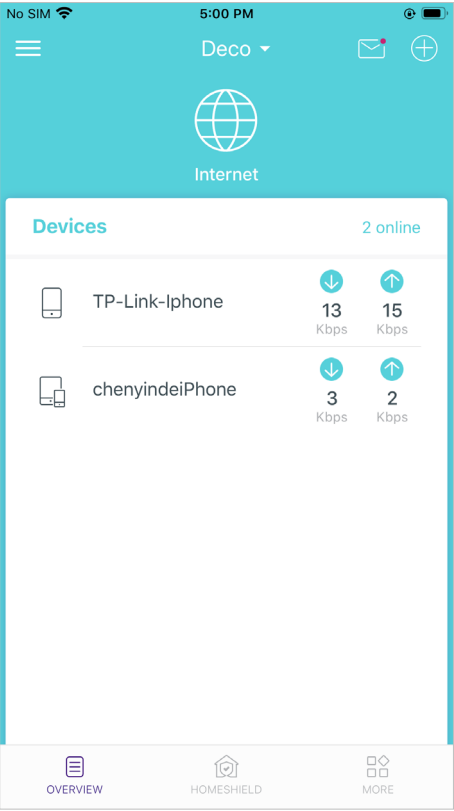 No SIM 5:00 PM
Deco
Internet
Devices 2 online
TP-Link-Iphone 13 Kbps 15 Kbps
chenyindeiPhone 3 Kbps 2 Kbps
OVERVIEW HOMESHIELD MORE